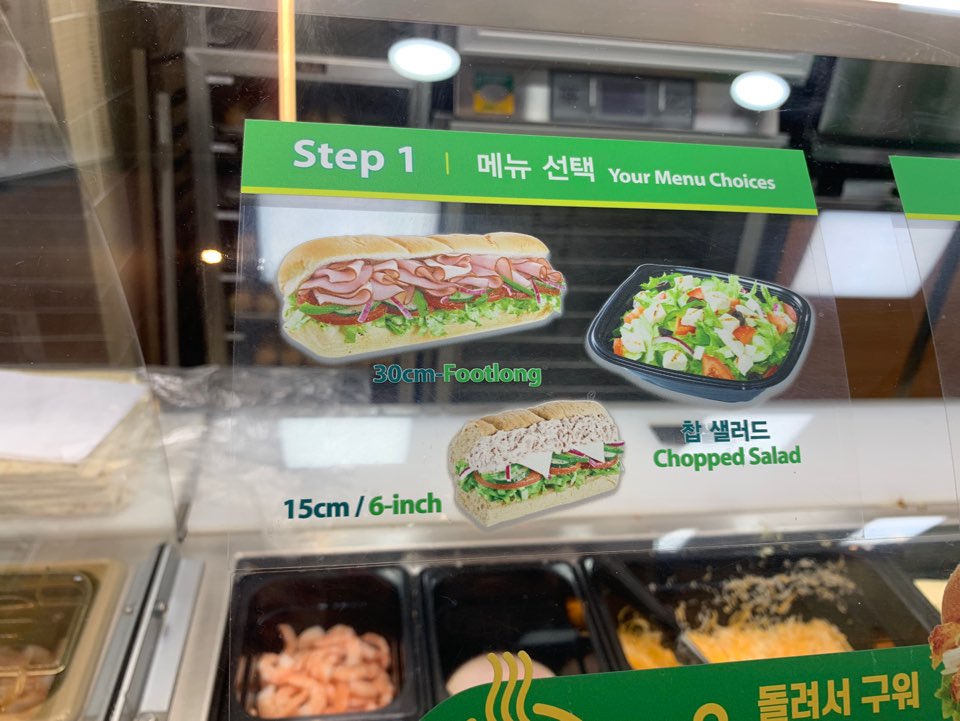 Step 1 | 메뉴 선택 Your Menu Choices
30cm-Footlong
찹 샐러드
Chopped Salad
15cm / 6-inch
돌려서 구워